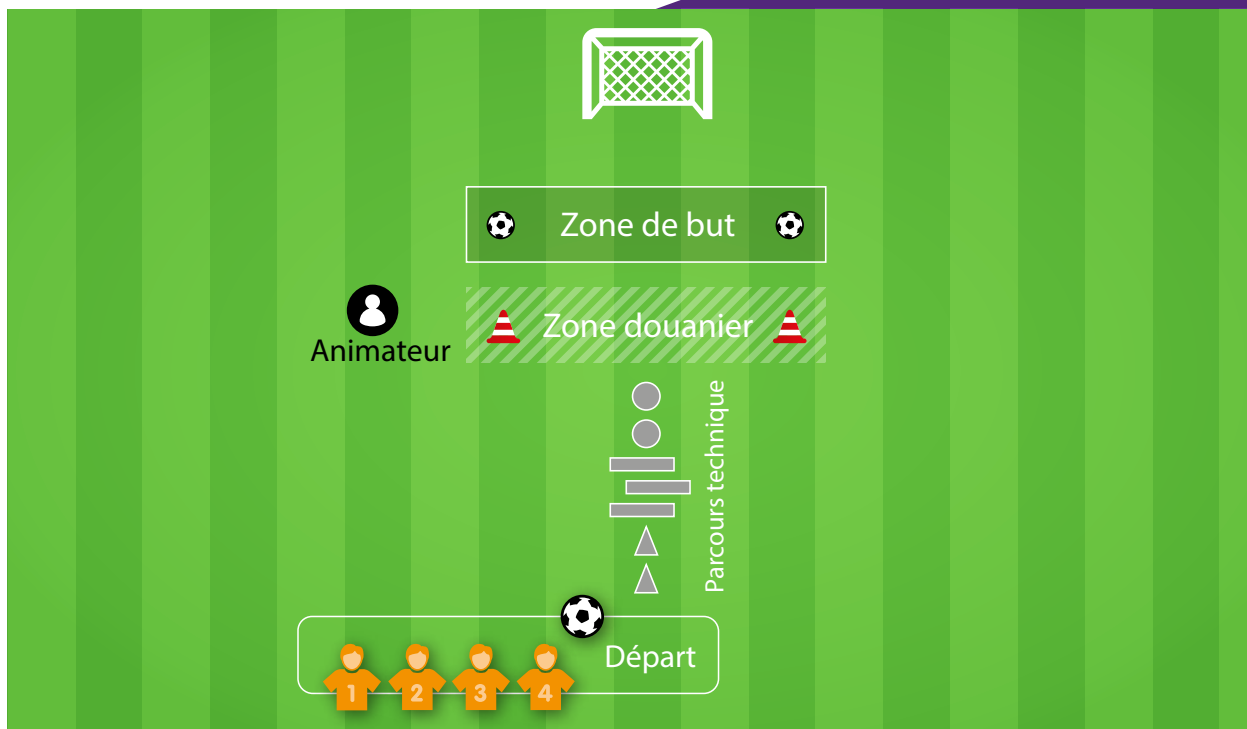 Zone de but
Zone douanier
Animateur
Parcours technique
Départ
1
2
3
4